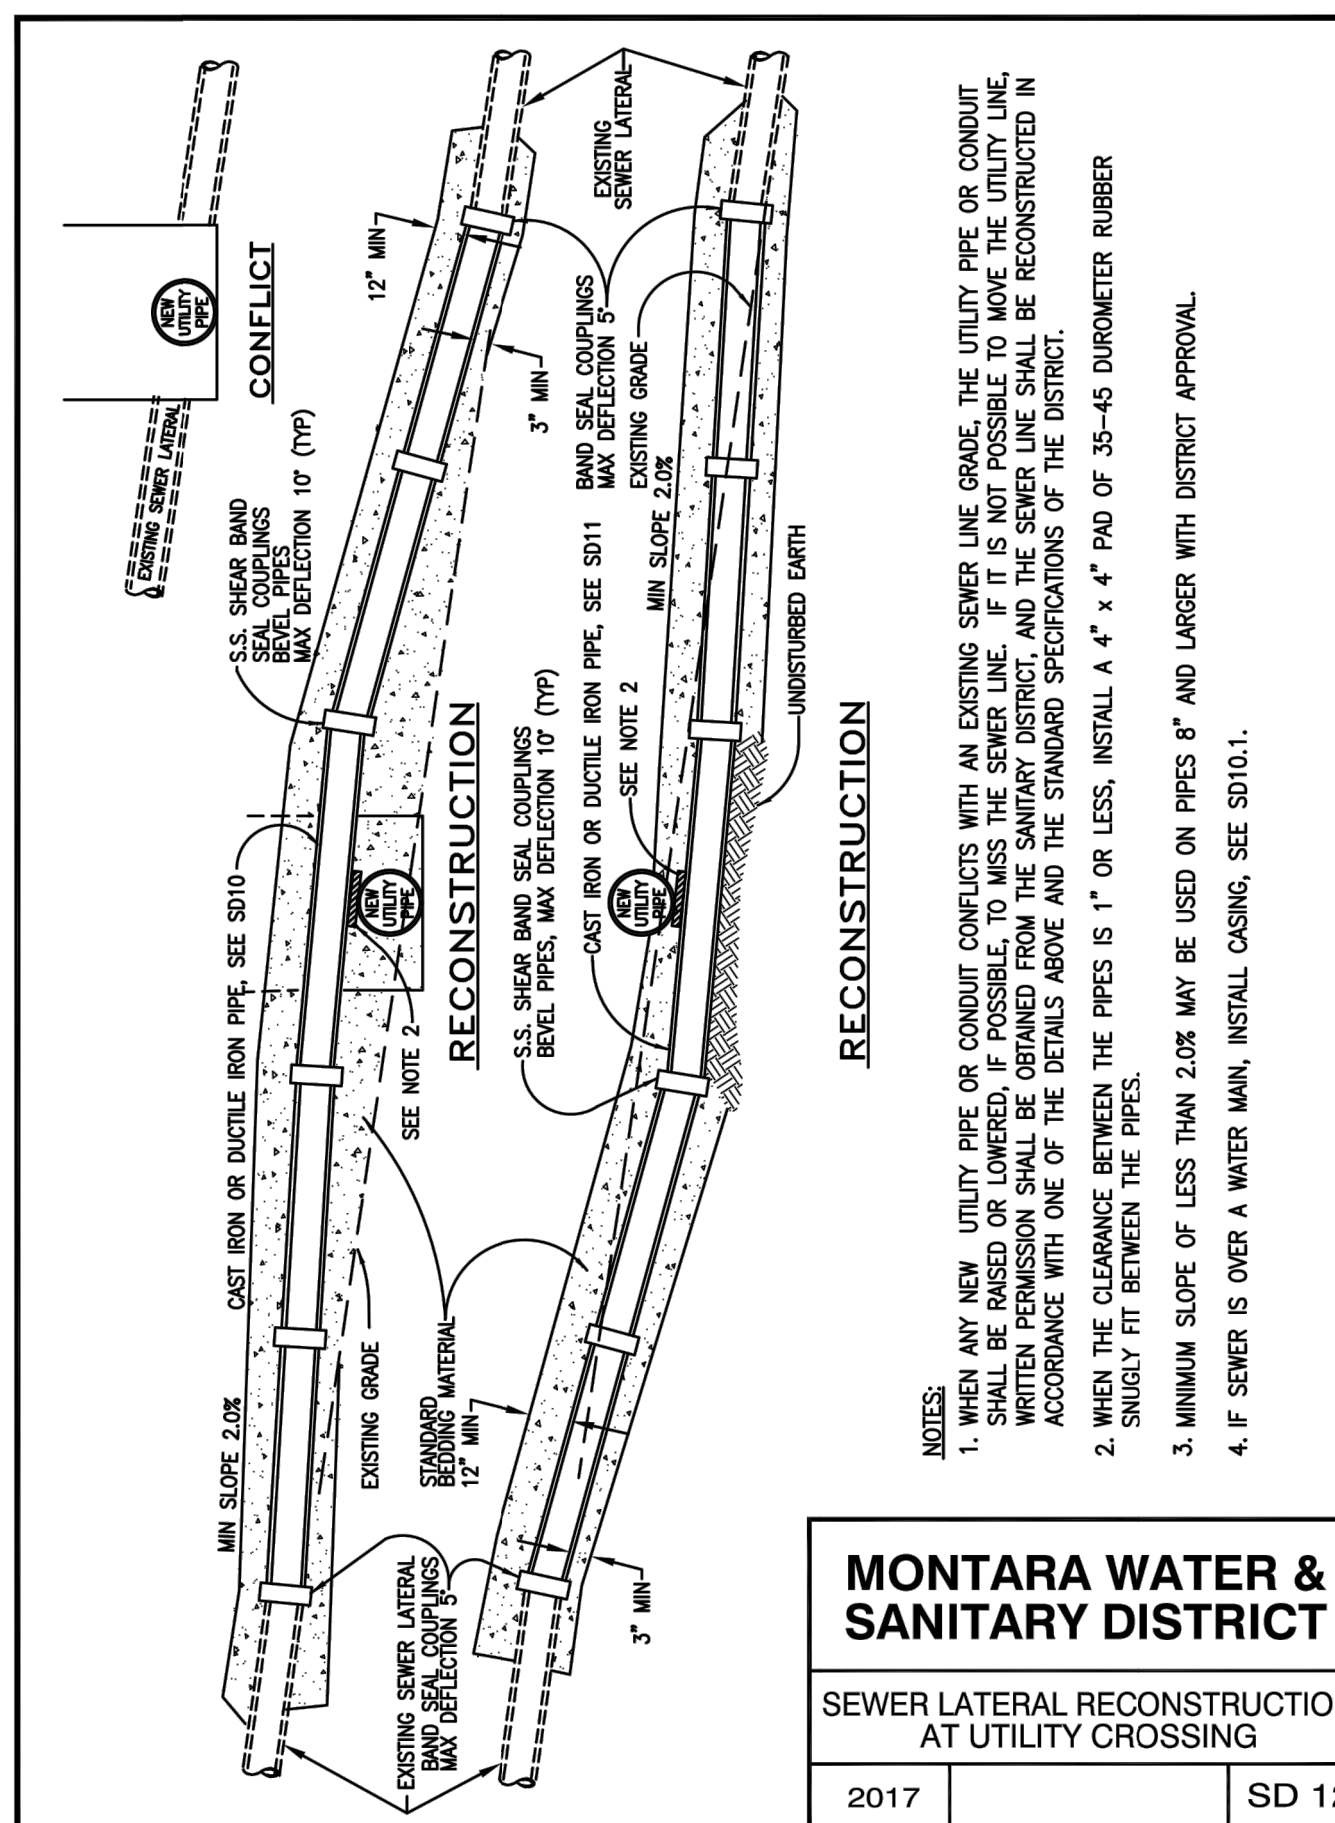 EXISTING SEWER LATERAL
NEW
UTILITY
PIPE
CONFLICT
S.S. SHEAR BAND
SEAL COUPLINGS
BEVEL PIPES
MAX DEFLECTION 10° (TYP)
12" MIN
3" MIN
EXISTING
SEWER LATERAL
MIN SLOPE 2.0%
CAST IRON OR DUCTILE IRON PIPE, SEE SD10
NEW
UTILITY
PIPE
SEE NOTE 2
EXISTING GRADE
RECONSTRUCTION
STANDARD
BEDDING MATERIAL
12" MIN
EXISTING SEWER LATERAL
BAND SEAL COUPLINGS
MAX DEFLECTION 5°
BAND SEAL COUPLINGS
MAX DEFLECTION 5°
EXISTING GRADE
MIN SLOPE 2.0%
S.S. SHEAR BAND SEAL COUPLINGS
BEVEL PIPES, MAX DEFLECTION 10° (TYP)
CAST IRON OR DUCTILE IRON PIPE, SEE SD11
SEE NOTE 2
NEW
UTILITY
PIPE
UNDISTURBED EARTH
3" MIN
RECONSTRUCTION
NOTES:
1. WHEN ANY NEW UTILITY PIPE OR CONDUIT CONFLICTS WITH AN EXISTING SEWER LINE GRADE, THE UTILITY PIPE OR CONDUIT
SHALL BE RAISED OR LOWERED, IF POSSIBLE, TO MISS THE SEWER LINE. IF IT IS NOT POSSIBLE TO MOVE THE UTILITY LINE,
WRITTEN PERMISSION SHALL BE OBTAINED FROM THE SANITARY DISTRICT, AND THE SEWER LINE SHALL BE RECONSTRUCTED IN
ACCORDANCE WITH ONE OF THE DETAILS ABOVE AND THE STANDARD SPECIFICATIONS OF THE DISTRICT.
2. WHEN THE CLEARANCE BETWEEN THE PIPES IS 1" OR LESS, INSTALL A 4" x 4" PAD OF 35-45 DUROMETER RUBBER
SNUGLY FIT BETWEEN THE PIPES.
3. MINIMUM SLOPE OF LESS THAN 2.0% MAY BE USED ON PIPES 8" AND LARGER WITH DISTRICT APPROVAL.
4. IF SEWER IS OVER A WATER MAIN, INSTALL CASING, SEE SD10.1.
MONTARA WATER &
SANITARY DISTRICT
SEWER LATERAL RECONSTRUCTIO
AT UTILITY CROSSING
2017
SD 12